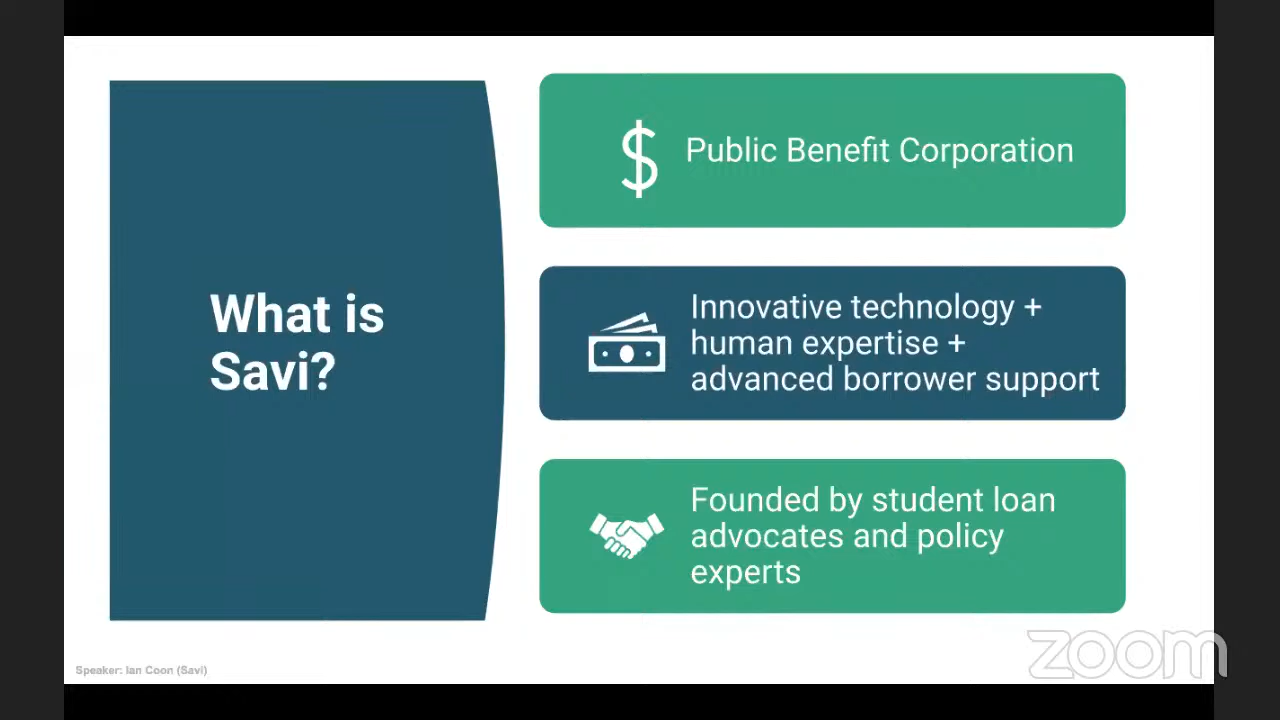 What is
Savi?
$ Public Benefit Corporation
Innovative technology +
human expertise +
advanced borrower support
Founded by student loan
advocates and policy
experts
Speaker: Ian Coon (Savi)
zoom